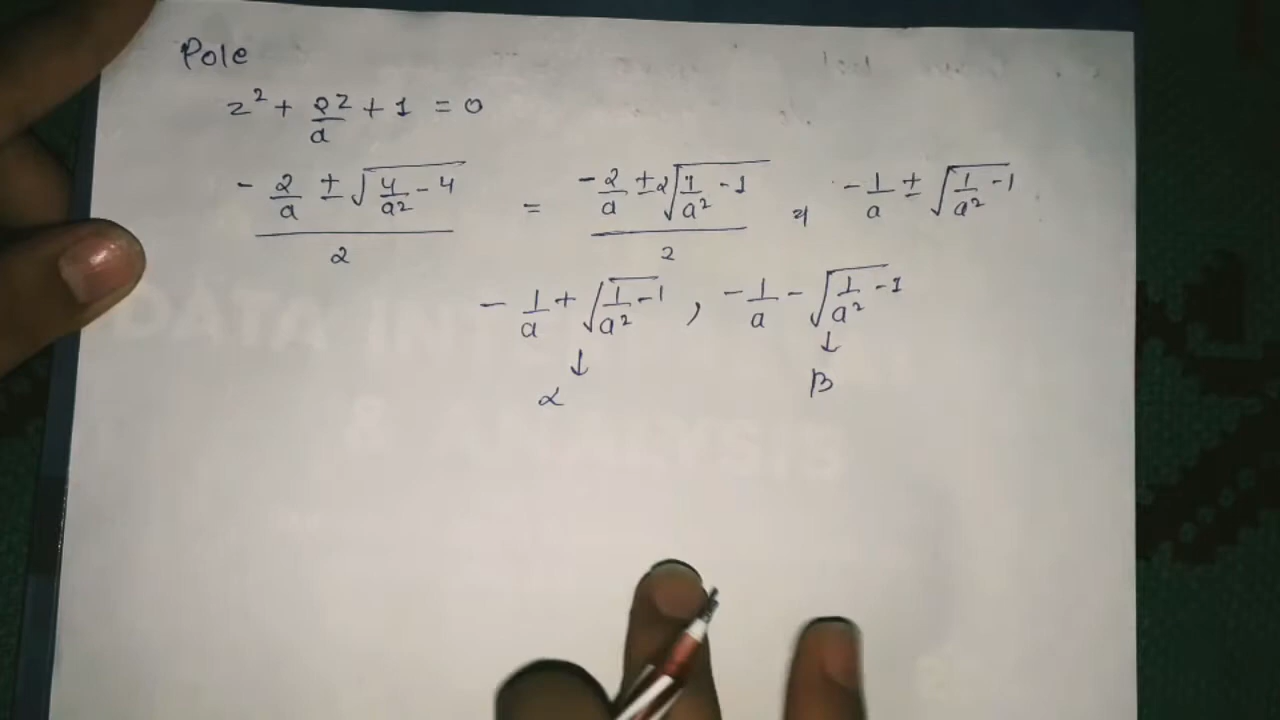 Pole
z² + 2z/a + 1 = 0
(-2/a ± √(4/a² - 4))/2 = (-2/a ± 2√(1/a² - 1))/2 => -1/a ± √(1/a² - 1)
-1/a + √(1/a² - 1) , -1/a - √(1/a² - 1)
↓ ↓
α β